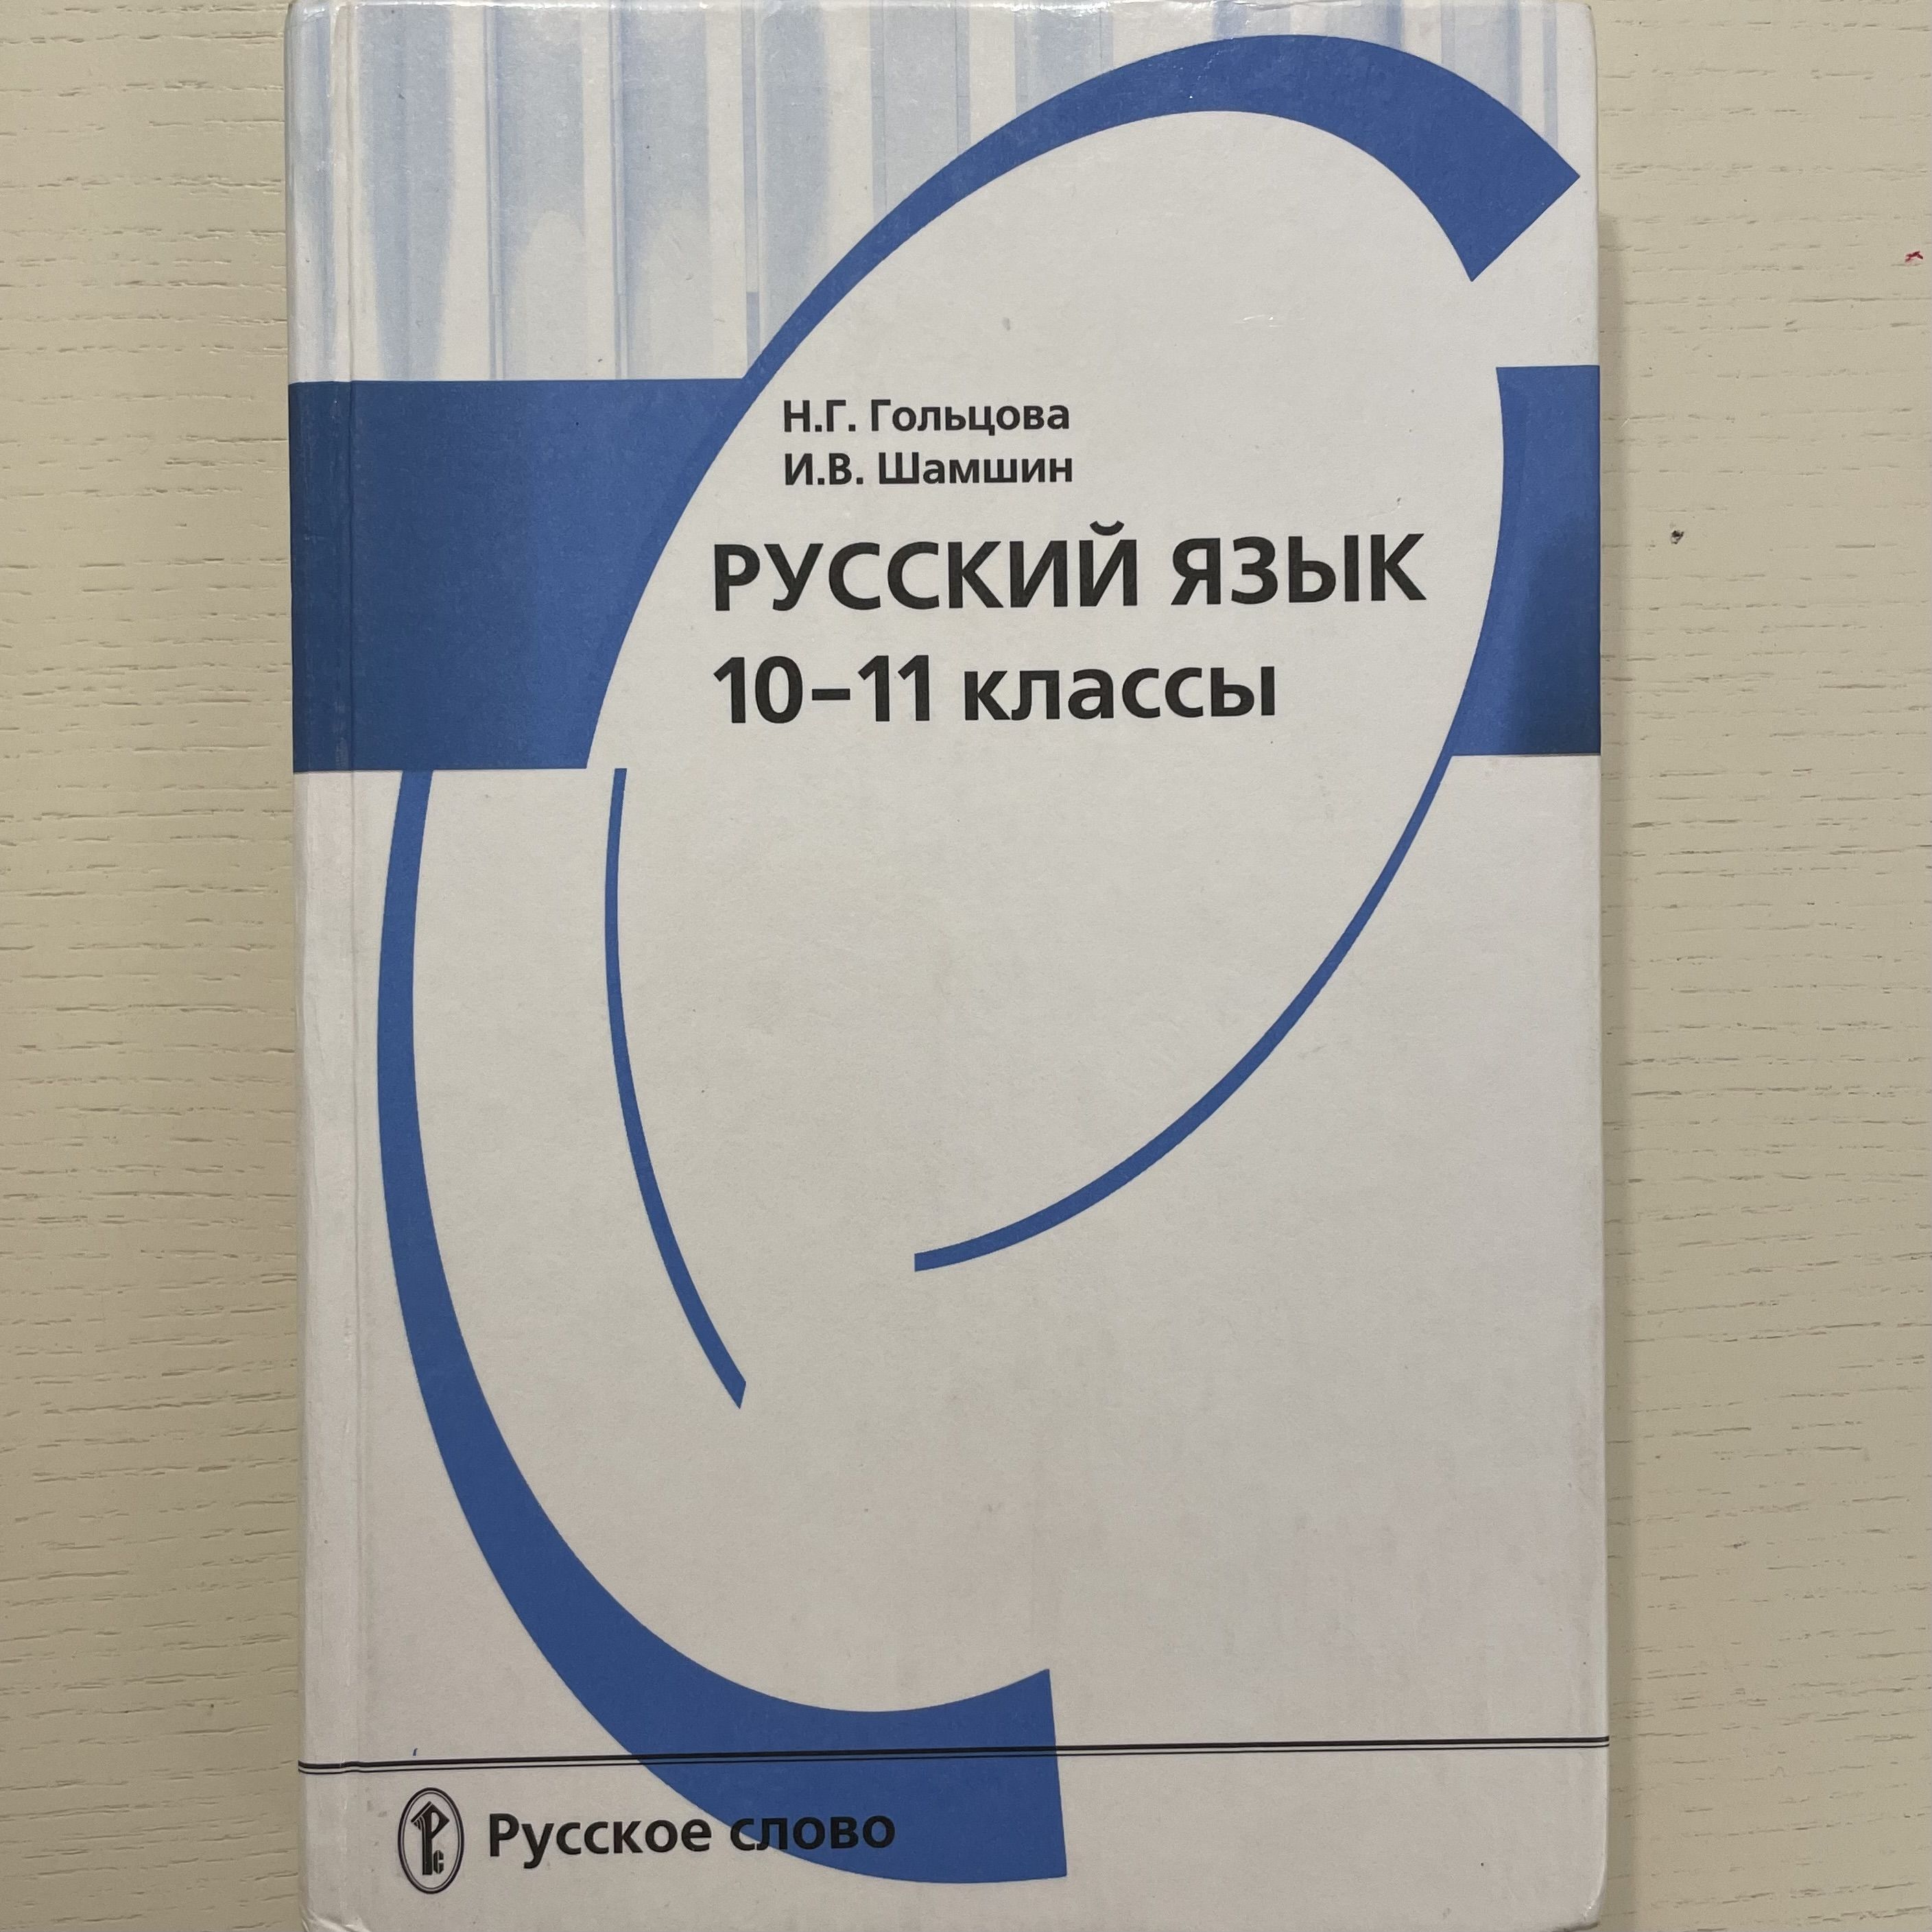 Н.Г. Гольцова
И.В. Шамшин
РУССКИЙ ЯЗЫК
10–11 классы
Русское слово